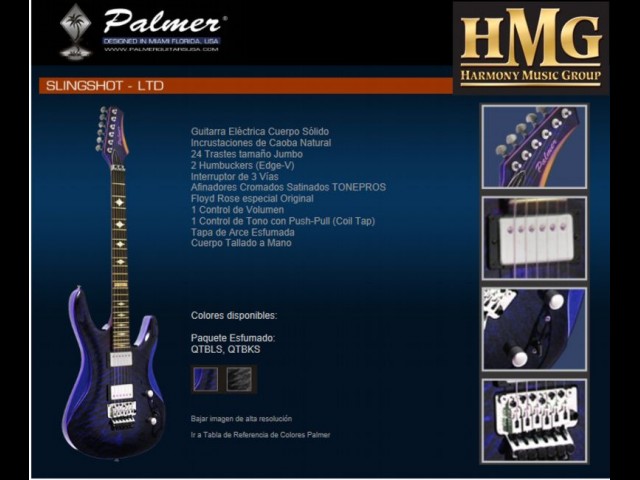 Palmer®
DESIGNED IN MIAMI FLORIDA, USA
WWW.PALMERGUITARSUSA.COM
HMG
HARMONY MUSIC GROUP
SLINGSHOT - LTD
Guitarra Eléctrica Cuerpo Sólido
Incrustaciones de Caoba Natural
24 Trastes tamaño Jumbo
2 Humbuckers (Edge-V)
Interruptor de 3 Vías
Afinadores Cromados Satinados TONEPROS
Floyd Rose especial Original
1 Control de Volumen
1 Control de Tono con Push-Pull (Coil Tap)
Tapa de Arce Esfumada
Cuerpo Tallado a Mano
Colores disponibles:
Paquete Esfumado:
QTBLS, QTBKS
Bajar imagen de alta resolución
Ir a Tabla de Referencia de Colores Palmer
Palmer
Palmer